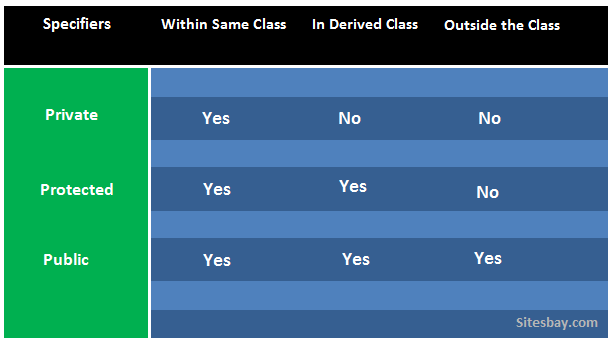 Specifiers Within Same Class In Derived Class Outside the Class
Private Yes No No
Protected Yes Yes No
Public Yes Yes Yes
Sitesbay.com